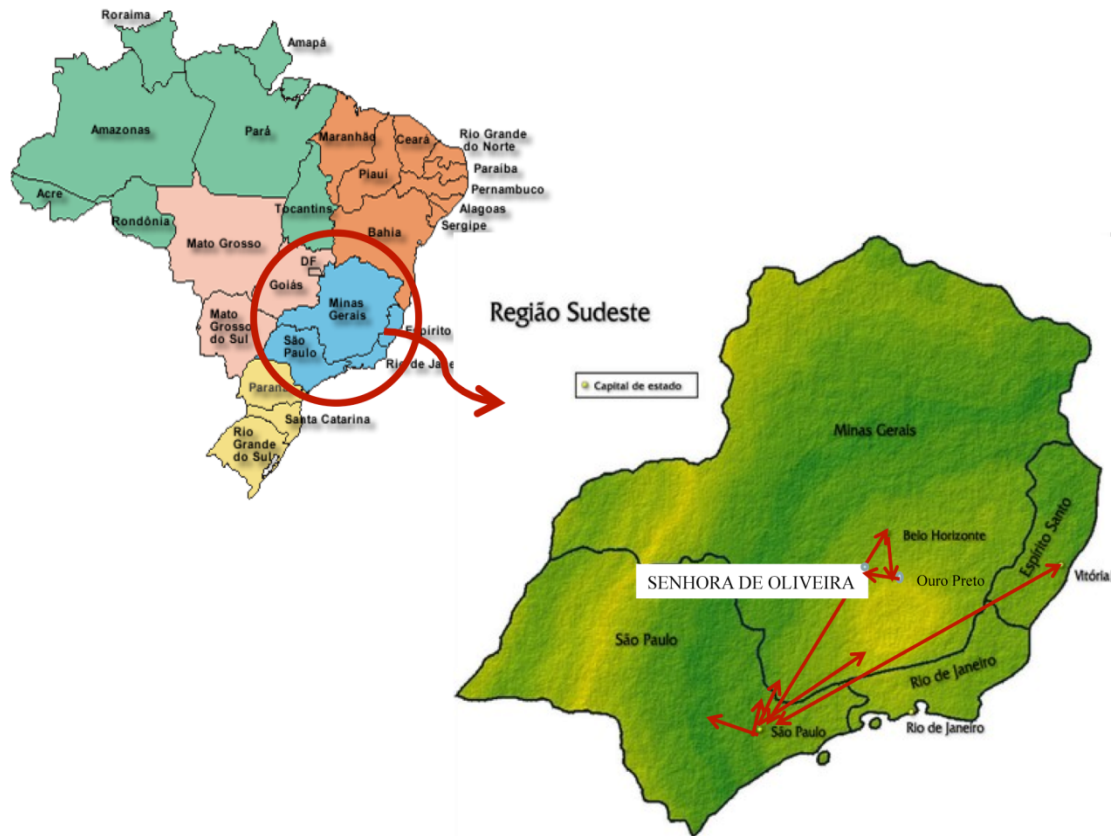 Roraima
Amapá
Amazonas
Pará
Maranhão
Ceará
Rio Grande
do Norte
Paraíba
Piauí
Pernambuco
Acre
Alagoas
Tocantins
Rondônia
Sergipe
Bahia
Mato Grosso
DF
Goiás
Minas
Gerais
Mato
Grosso
do Sul
São
Paulo
Espírito
Rio de Jane
Paraná
Santa Catarina
Rio
Grande
do Sul
Região Sudeste
Capital de estado
Minas Gerais
Belo Horizonte
Espírito Santo
SENHORA DE OLIVEIRA
Ouro Preto
Vitória
São Paulo
Rio de Janeiro
São Paulo
Rio de Janeiro